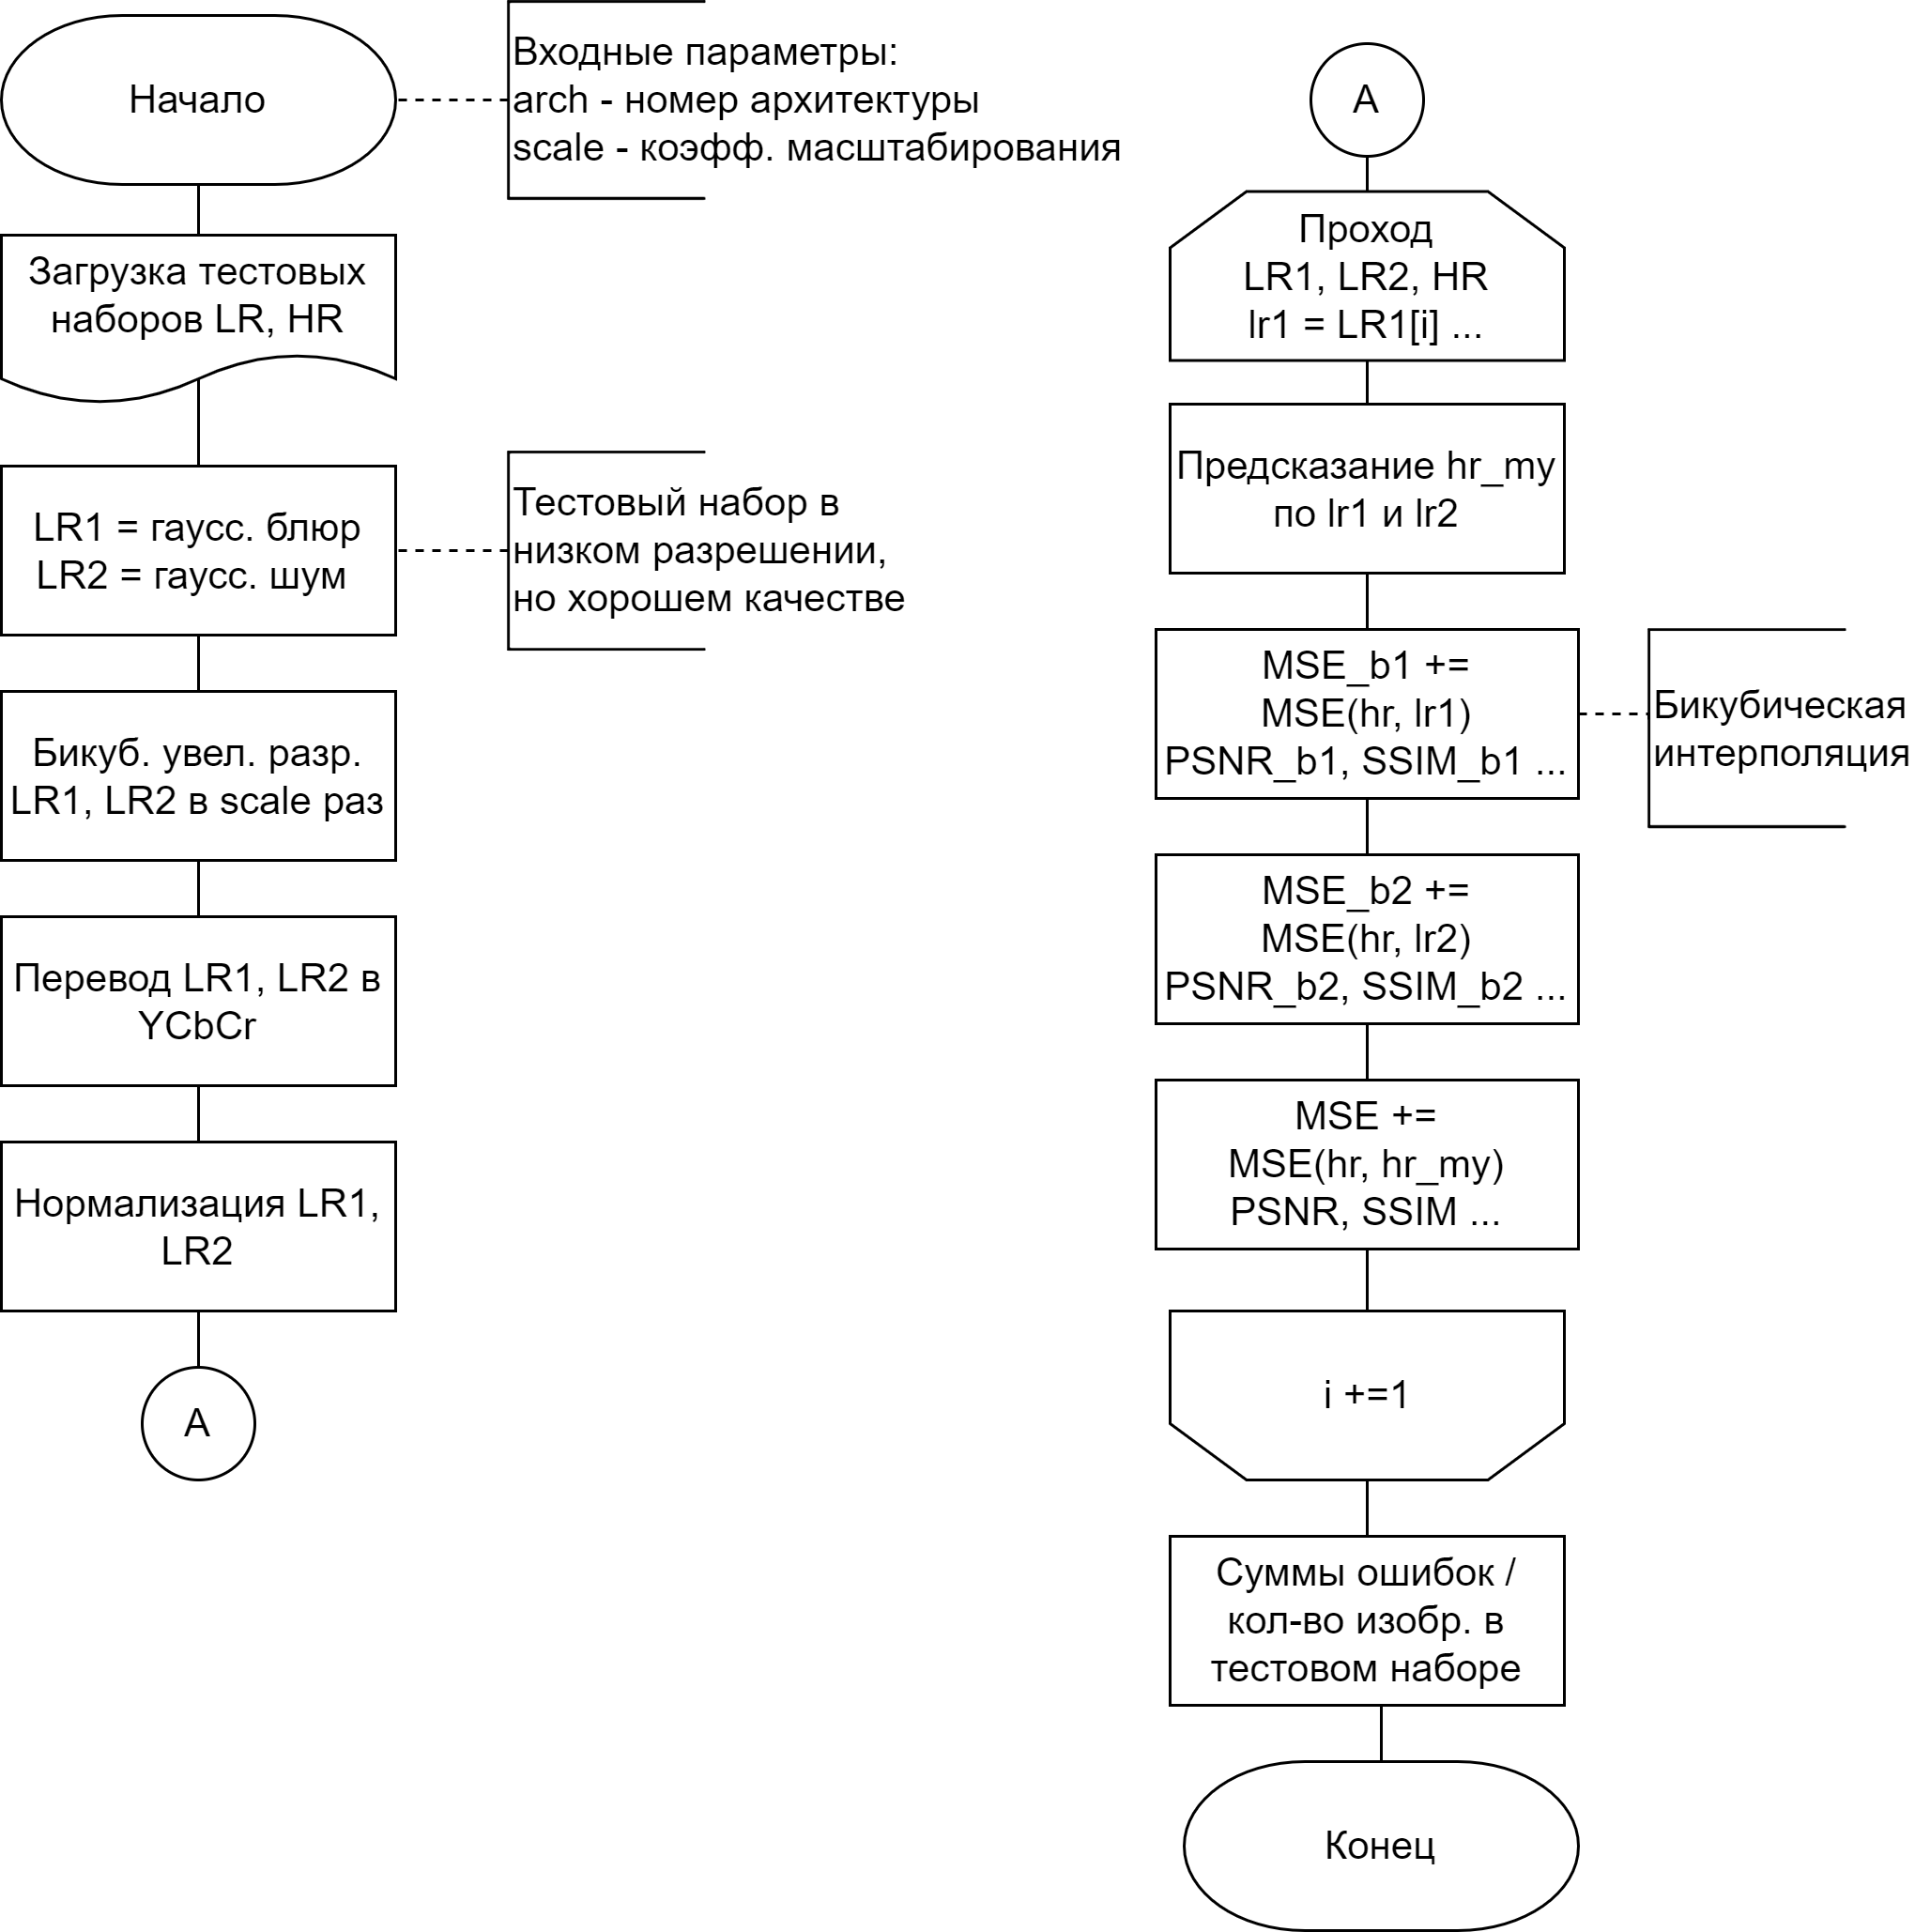 Начало
Входные параметры:
arch - номер архитектуры
scale - коэфф. масштабирования
Загрузка тестовых
наборов LR, HR
LR1 = гаусс. блюр
LR2 = гаусс. шум
Тестовый набор в
низком разрешении,
но хорошем качестве
Бикуб. увел. разр.
LR1, LR2 в scale раз
Перевод LR1, LR2 в
YCbCr
Нормализация LR1,
LR2
A
A
Проход
LR1, LR2, HR
lr1 = LR1[i] ...
Предсказание hr_my
по lr1 и lr2
MSE_b1 +=
MSE(hr, lr1)
PSNR_b1, SSIM_b1 ...
Бикубическая
интерполяция
MSE_b2 +=
MSE(hr, lr2)
PSNR_b2, SSIM_b2 ...
MSE +=
MSE(hr, hr_my)
PSNR, SSIM ...
i +=1
Суммы ошибок /
кол-во изобр. в
тестовом наборе
Конец